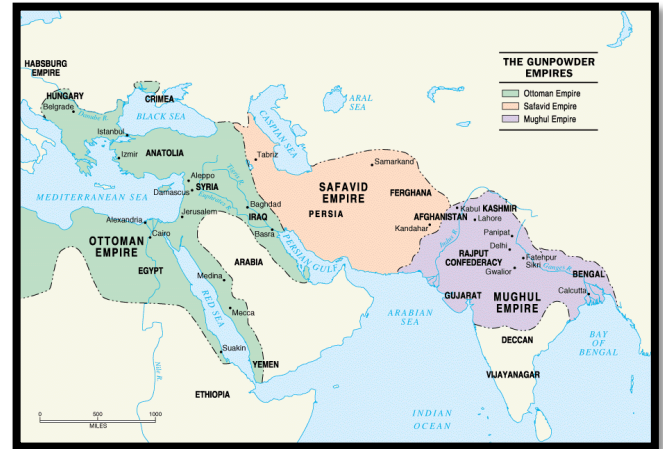 THE GUNPOWDER
EMPIRES
Ottoman Empire
Safavid Empire
Mughul Empire
HABSBURG
EMPIRE
HUNGARY
Belgrade
Danube R.
CRIMEA
BLACK SEA
Istanbul
Izmir
ANATOLIA
CASPIAN SEA
ARAL
SEA
Tabriz
Samarkand
Aleppo
SYRIA
Tigris R.
Euphrates R.
Damascus
MEDITERRANEAN SEA
Jerusalem
Baghdad
IRAQ
Basra
SAFAVID
EMPIRE
PERSIA
FERGHANA
AFGHANISTAN
Kandahar
Kabul
KASHMIR
Lahore
Panipat
Delhi
Indus R.
RAJPUT
CONFEDERACY
Fatehpur
Sikri
Gwalior
Ganges R.
BENGAL
Calcutta
GUJARAT
MUGHUL
EMPIRE
Alexandria
Cairo
OTTOMAN
EMPIRE
EGYPT
ARABIA
PERSIAN GULF
Medina
RED SEA
Mecca
Suakin
YEMEN
Nile R.
ETHIOPIA
ARABIAN
SEA
DECCAN
VIJAYANAGAR
BAY
OF
BENGAL
INDIAN
OCEAN
0 500 1000
MILES